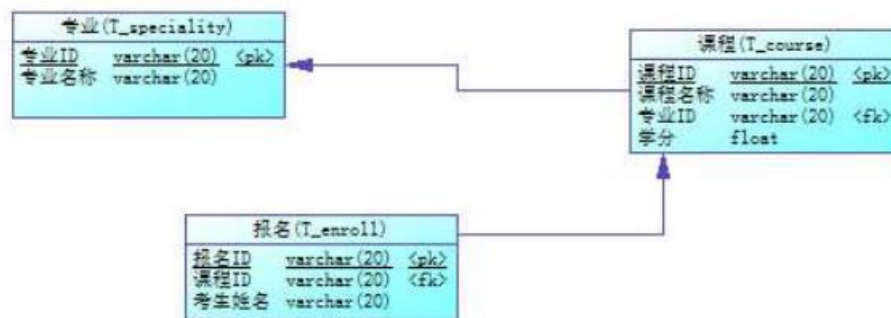 专业(T_speciality)
专业ID varchar(20) <pk>
专业名称 varchar(20)
课程(T_course)
课程ID varchar(20) <pk>
课程名称 varchar(20)
专业ID varchar(20) <fk>
学分 float
报名(T_enroll)
报名ID varchar(20) <pk>
课程ID varchar(20) <fk>
考生姓名 varchar(20)